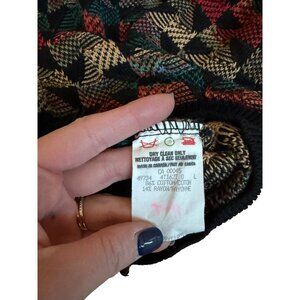 DRY CLEAN ONLY
NETTOYAGE A SEC SEULEMENT
MADE IN CANADA/FAIT AU CANADA
CA 00045
49734 L
86% COTTON/COTON
14% RAYON/RAYONNE